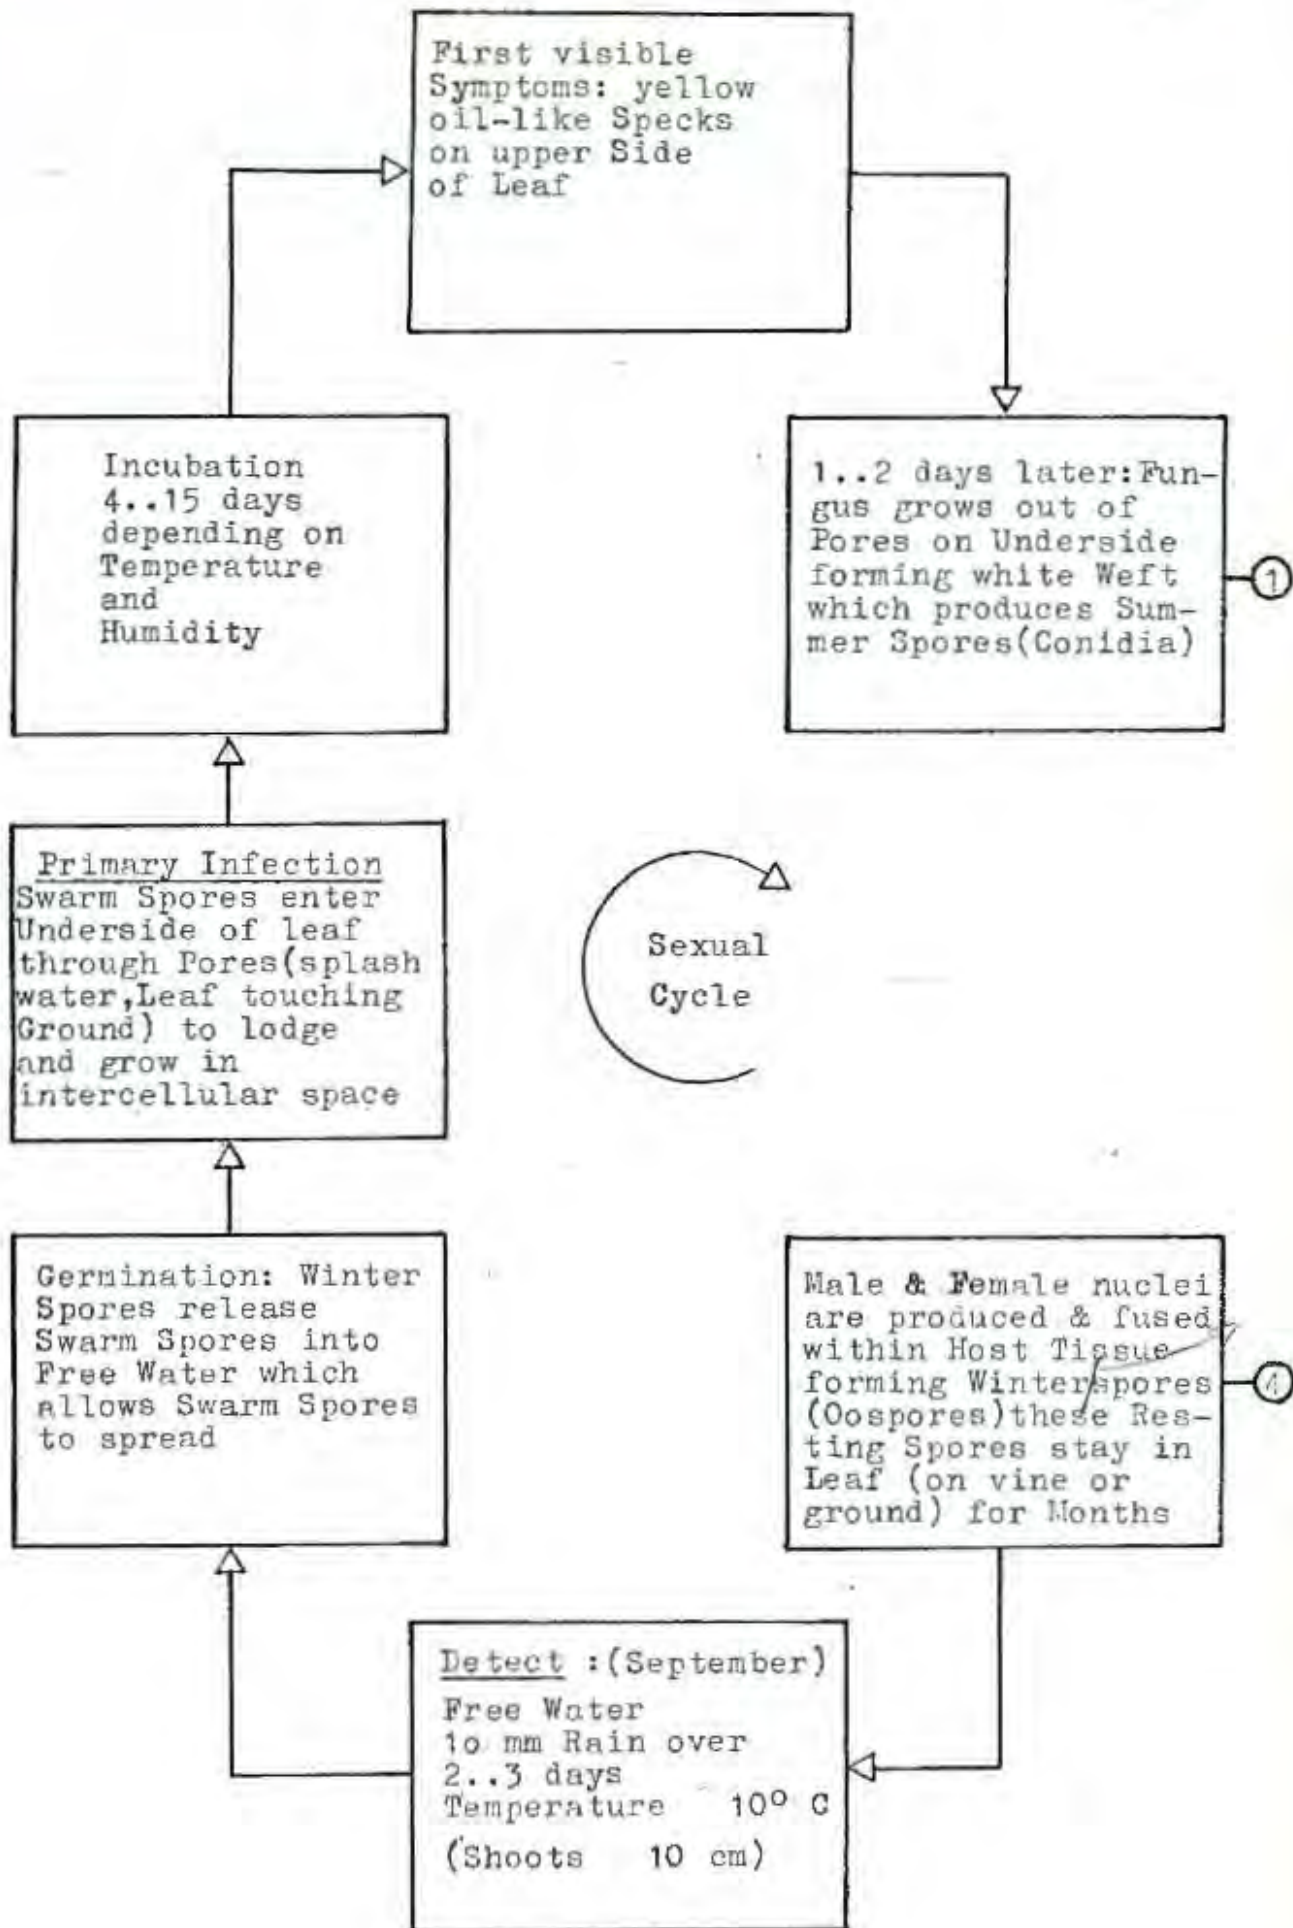 First visible
Symptoms: yellow
oil-like Specks
on upper Side
of Leaf
Incubation
4..15 days
depending on
Temperature
and
Humidity
1..2 days later:Fun-
gus grows out of
Pores on Underside
forming white Weft
which produces Sum-
mer Spores(Conidia)
1
Primary Infection
Swarm Spores enter
Underside of leaf
through Pores(splash
water,Leaf touching
Ground) to lodge
and grow in
intercellular space
Sexual
Cycle
Germination: Winter
Spores release
Swarm Spores into
Free Water which
allows Swarm Spores
to spread
Male & Female nuclei
are produced & fused
within Host Tissue
forming Winterspores
(Oospores)these Res-
ting Spores stay in
Leaf (on vine or
ground) for Months
4
Detect :(September)
Free Water
1o mm Rain over
2..3 days
Temperature 10° C
(Shoots 10 cm)